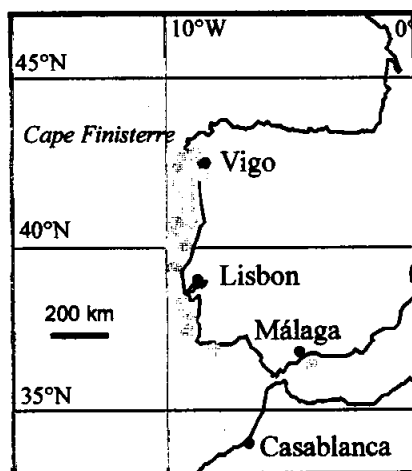 10°W
0°
45°N
Cape Finisterre
Vigo
40°N
Lisbon
200 km
Málaga
35°N
Casablanca